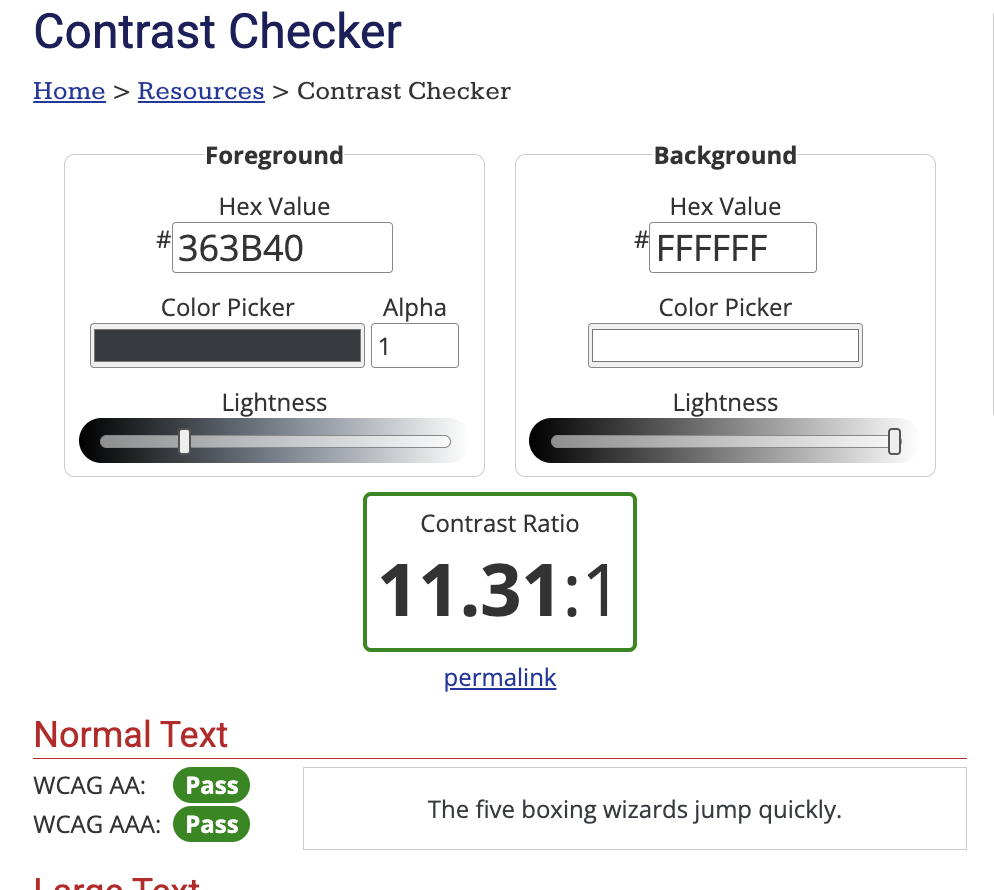 Contrast Checker
Home > Resources > Contrast Checker
Foreground
Hex Value
#363B40
Color Picker Alpha
1
Lightness
Background
Hex Value
#FFFFFF
Color Picker
Lightness
Contrast Ratio
11.31:1
permalink
Normal Text
WCAG AA: Pass
WCAG AAA: Pass
The five boxing wizards jump quickly.
Large Text